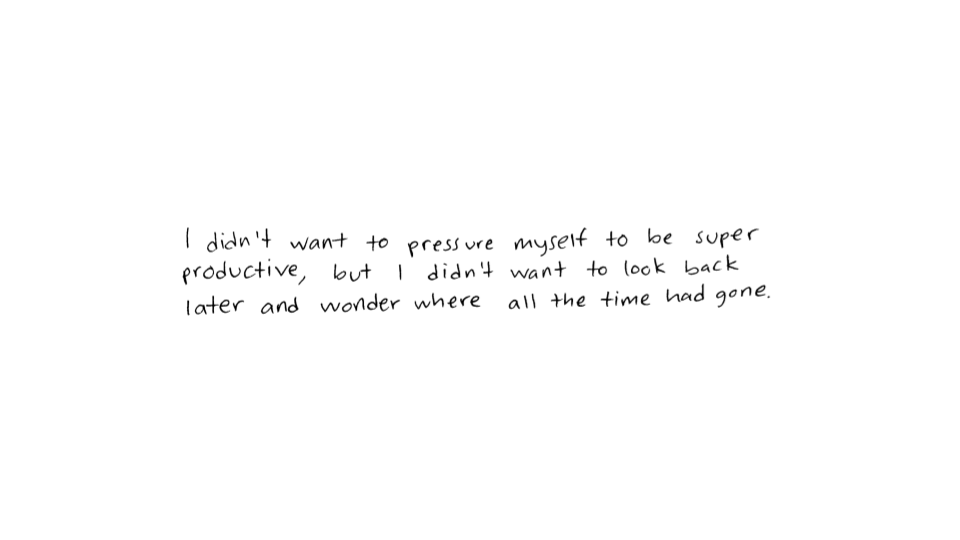 I didn't want to pressure myself to be super
productive, but I didn't want to look back
later and wonder where all the time had gone.